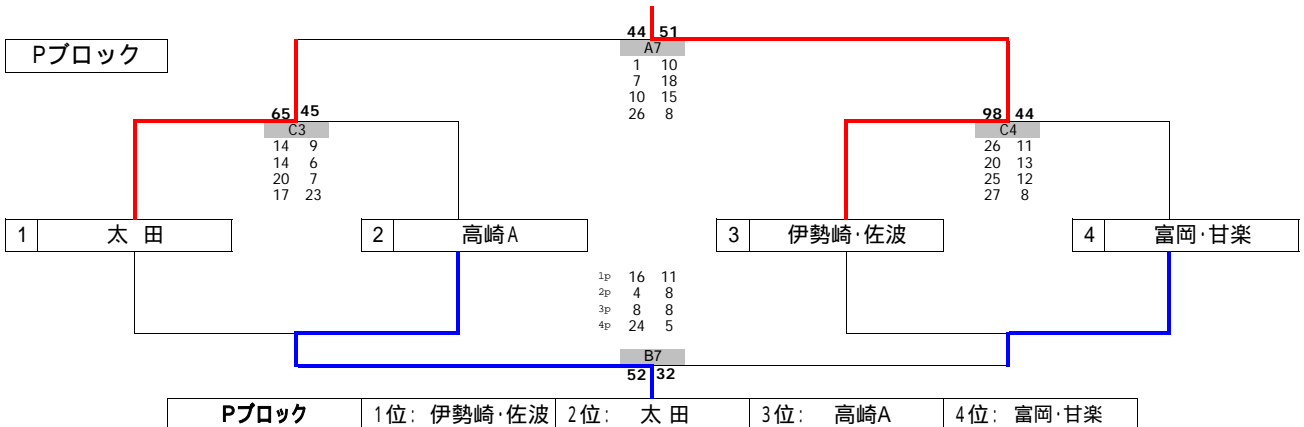 44 51
Pブロック
A7
1 10
7 18
10 15
26 8
65 45
C3
14 9
14 6
20 7
17 23
98 44
C4
26 11
20 13
25 12
27 8
1 太 田
2 高崎A
3 伊勢崎・佐波
4 富岡・甘楽
1p 16 11
2p 4 8
3p 8 8
4p 24 5
B7
52 32
Pブロック 1位: 伊勢崎・佐波 2位: 太 田 3位: 高崎A 4位: 富岡・甘楽